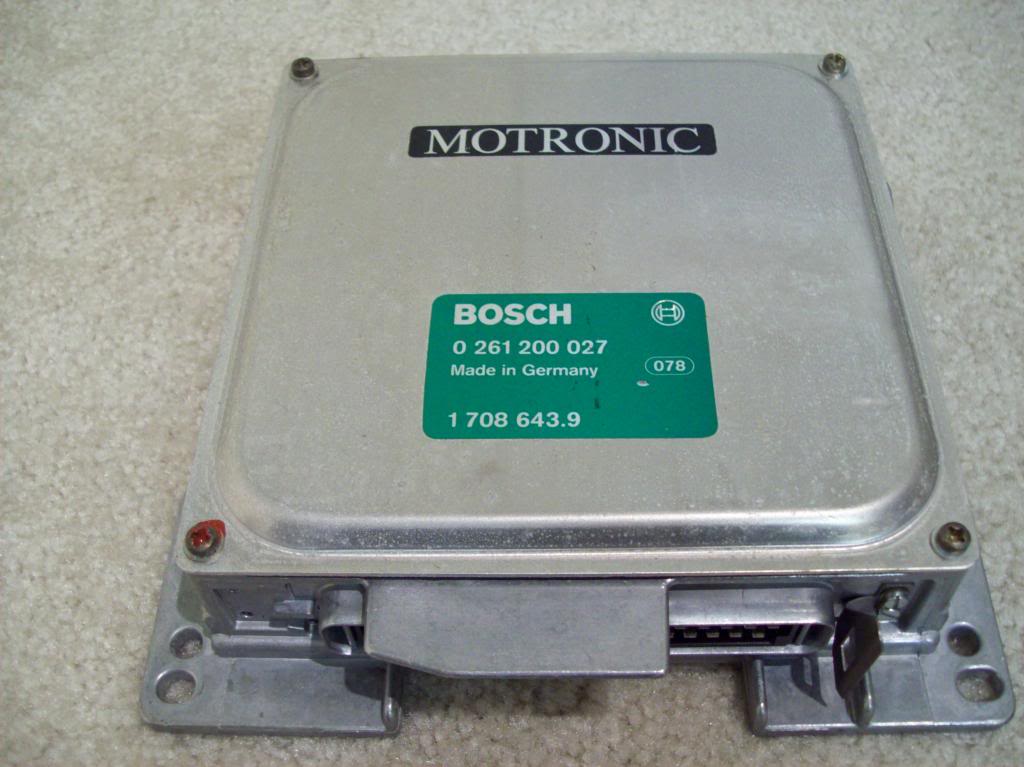 MOTRONIC
BOSCH
0 261 200 027
Made in Germany 078
1 708 643.9